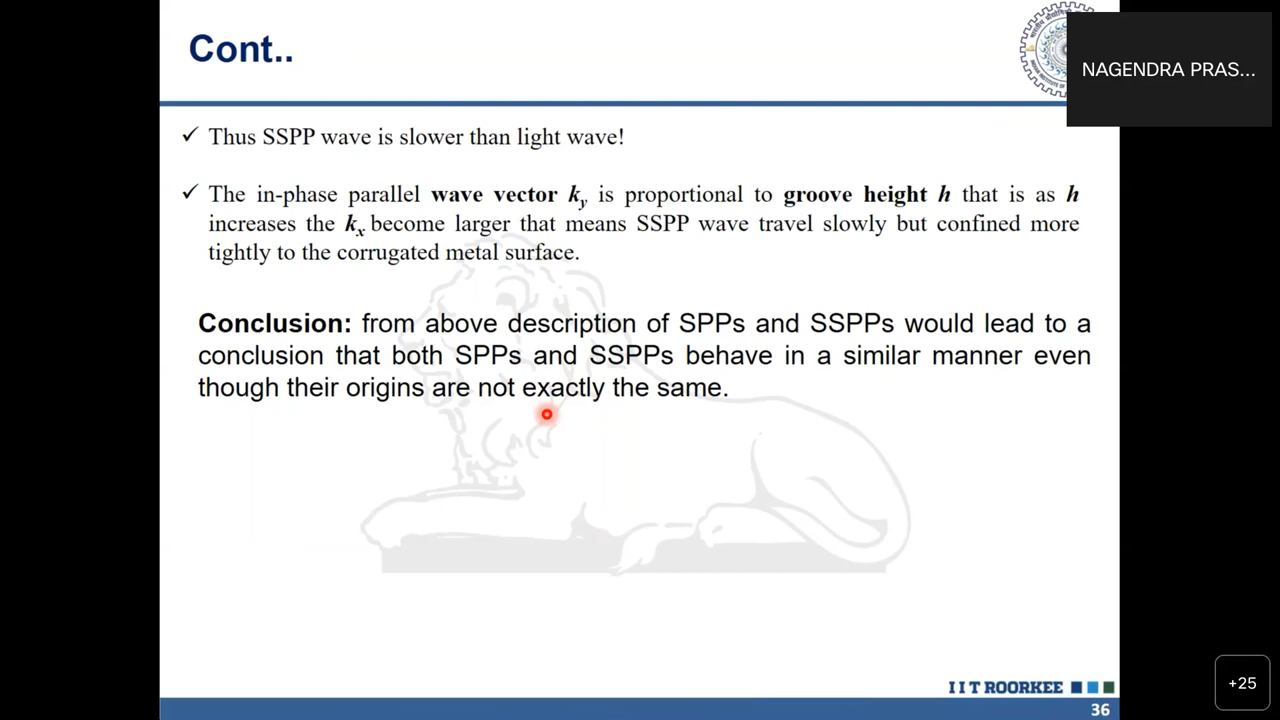 Cont..
NAGENDRA PRAS...
✓ Thus SSPP wave is slower than light wave!
✓ The in-phase parallel wave vector ky is proportional to groove height h that is as h
increases the kx become larger that means SSPP wave travel slowly but confined more
tightly to the corrugated metal surface.
Conclusion: from above description of SPPs and SSPPs would lead to a
conclusion that both SPPs and SSPPs behave in a similar manner even
though their origins are not exactly the same.
I I T ROORKEE
36
+25